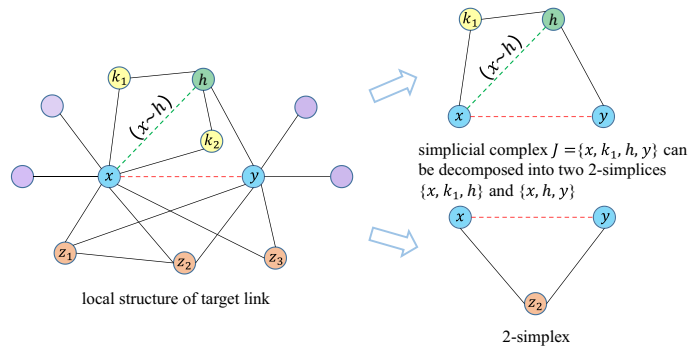 k₁
h
(x~h)
k₂
x
y
z₁
z₂
z₃
local structure of target link
k₁
h
(x~h)
x
y
simplicial complex J ={x, k₁, h, y} can
be decomposed into two 2-simplices
{x, k₁, h} and {x, h, y}
x
y
z₂
2-simplex